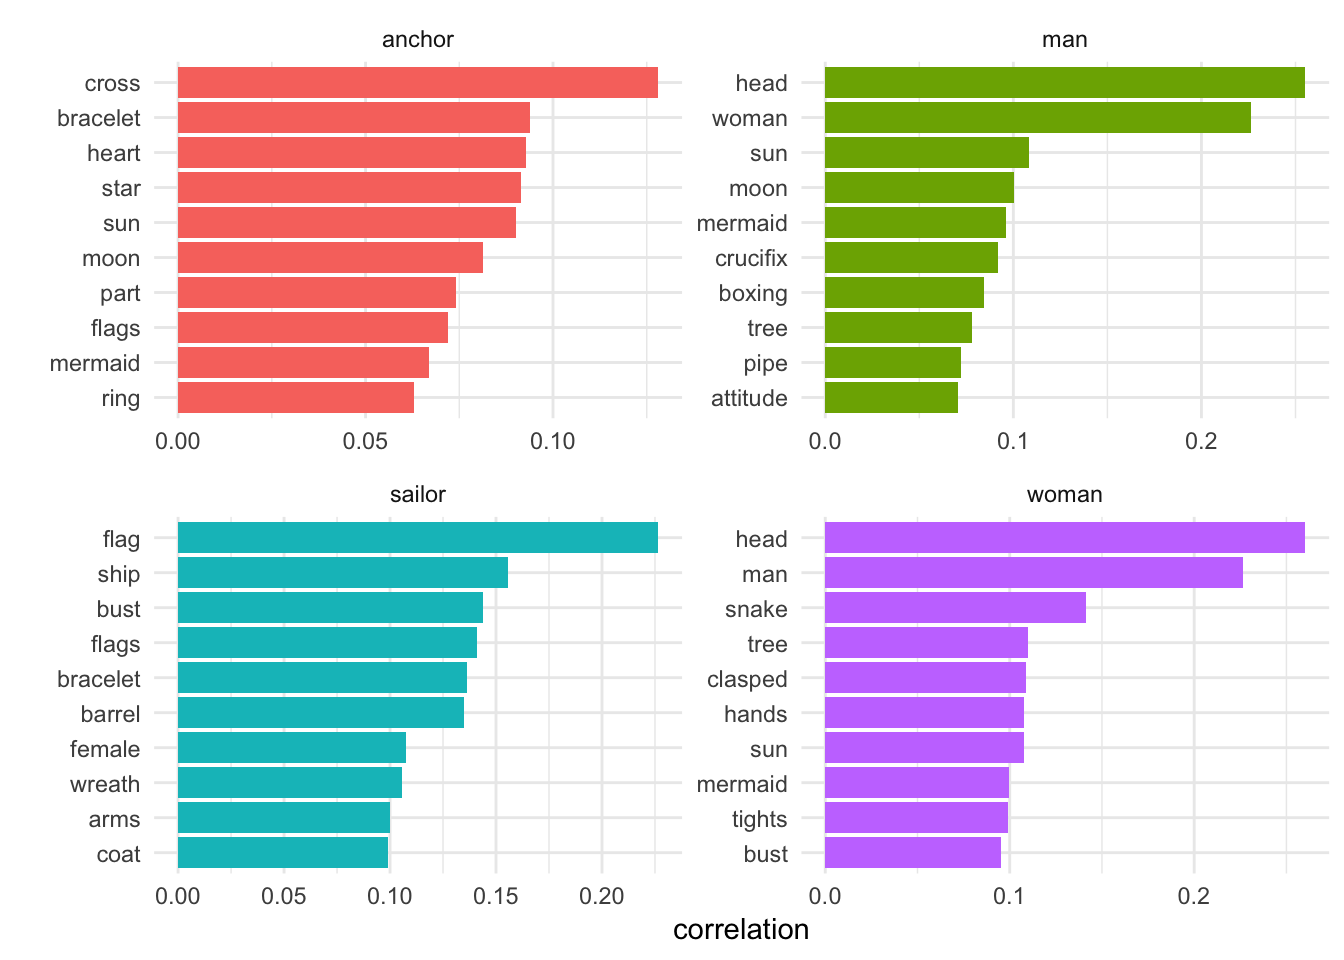 anchor
cross
bracelet
heart
star
sun
moon
part
flags
mermaid
ring
0.00 0.05 0.10
man
head
woman
sun
moon
mermaid
crucifix
boxing
tree
pipe
attitude
0.0 0.1 0.2
sailor
flag
ship
bust
flags
bracelet
barrel
female
wreath
arms
coat
0.00 0.05 0.10 0.15 0.20
woman
head
man
snake
tree
clasped
hands
sun
mermaid
tights
bust
0.0 0.1 0.2
correlation